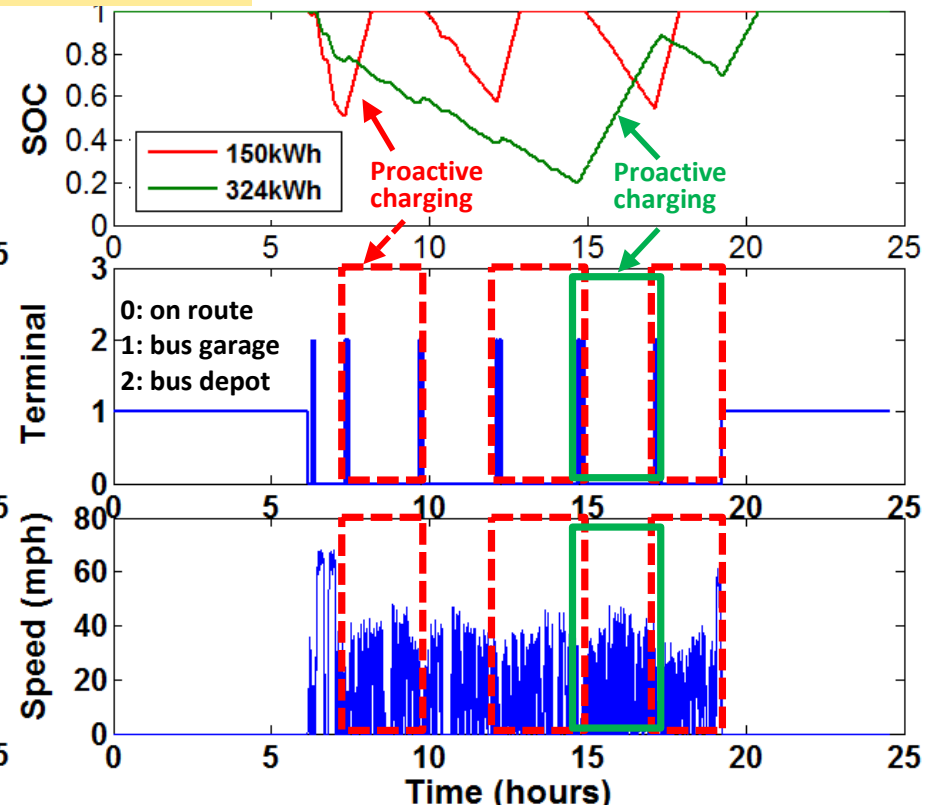 1
0.8
0.6
0.4
0.2
0
SOC
150kWh
324kWh
Proactive
charging
Proactive
charging
0 5 10 15 20 25
3
2
1
0
Terminal
0: on route
1: bus garage
2: bus depot
0 5 10 15 20 25
80
60
40
20
0
Speed (mph)
0 5 10 15 20 25
Time (hours)
5
5
5